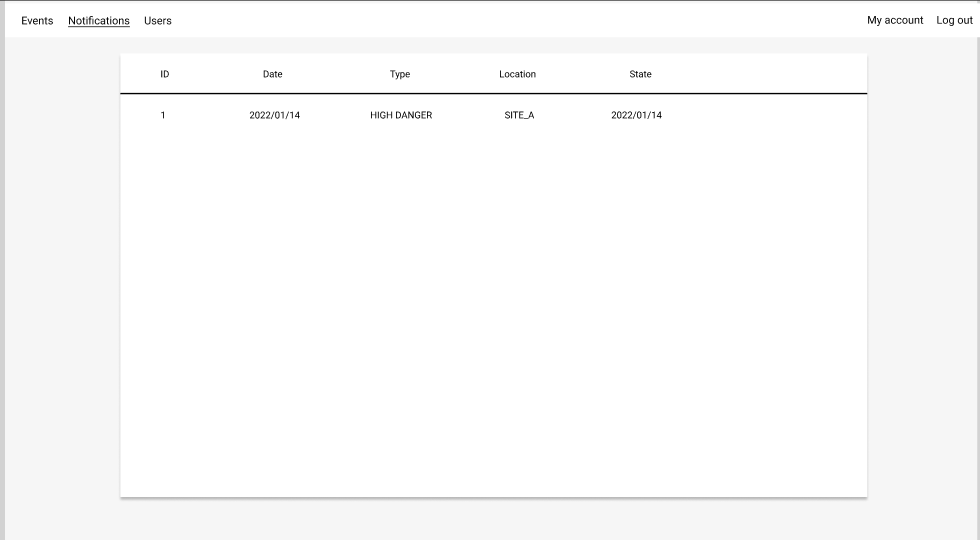 Events Notifications Users My account Log out
ID Date Type Location State
1 2022/01/14 HIGH DANGER SITE_A 2022/01/14